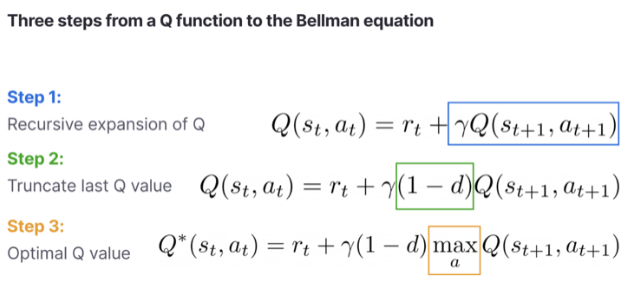 Three steps from a Q function to the Bellman equation
Step 1:
Recursive expansion of Q Q(s_t, a_t) = r_t + γQ(s_{t+1}, a_{t+1})
Step 2:
Truncate last Q value Q(s_t, a_t) = r_t + γ(1 − d)Q(s_{t+1}, a_{t+1})
Step 3:
Optimal Q value Q*(s_t, a_t) = r_t + γ(1 − d) max_a Q(s_{t+1}, a_{t+1})